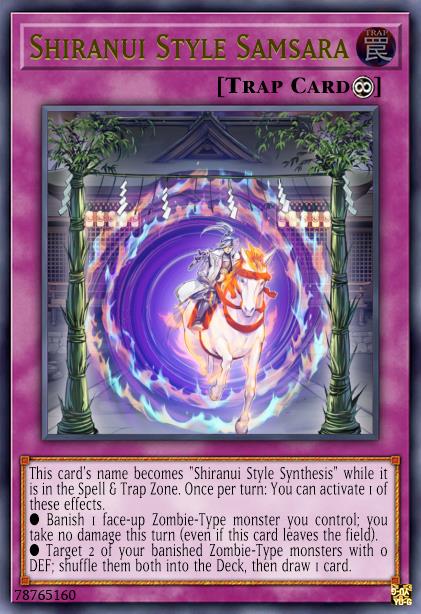 Shiranui Style Samsara
TRAP
罠
[Trap Card]
This card's name becomes "Shiranui Style Synthesis" while it
is in the Spell & Trap Zone. Once per turn: You can activate 1 of
these effects.
● Banish 1 face-up Zombie-Type monster you control; you
take no damage this turn (even if this card leaves the field).
● Target 2 of your banished Zombie-Type monsters with 0
DEF; shuffle them both into the Deck, then draw 1 card.
78765160